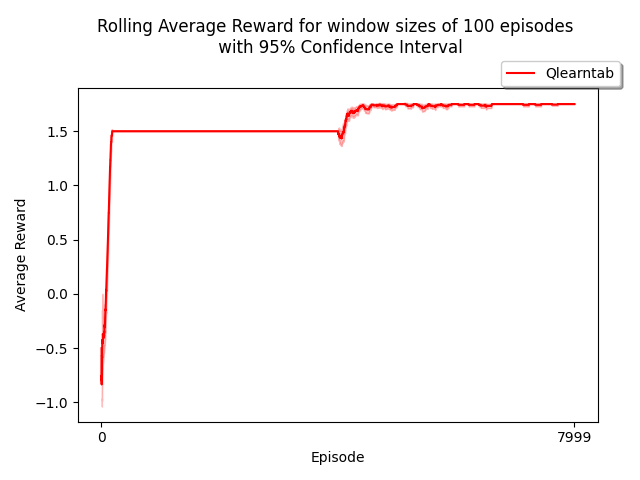 Rolling Average Reward for window sizes of 100 episodes
with 95% Confidence Interval
Qlearntab
1.5
1.0
0.5
0.0
−0.5
−1.0
Average Reward
0
7999
Episode